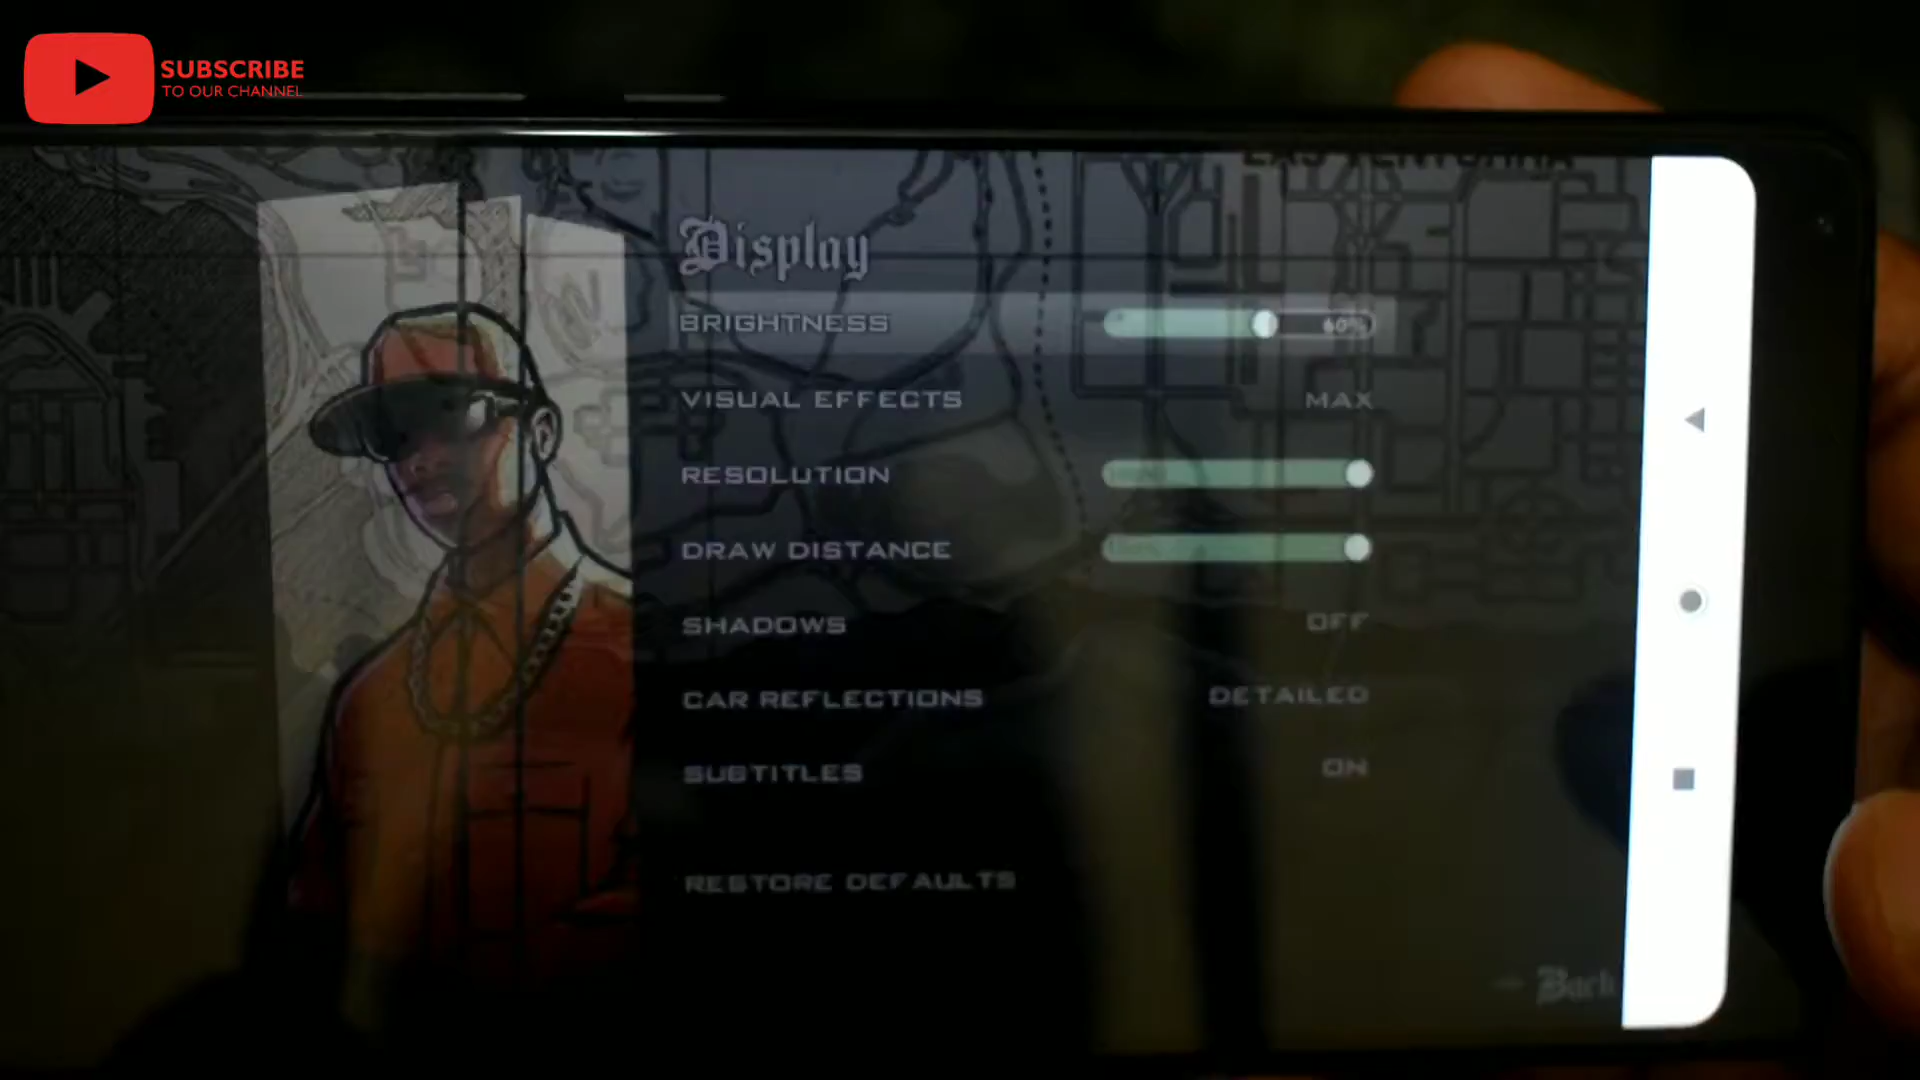 SUBSCRIBE
TO OUR CHANNEL
Display
BRIGHTNESS 60%
VISUAL EFFECTS MAX
RESOLUTION
DRAW DISTANCE
SHADOWS OFF
CAR REFLECTIONS DETAILED
SUBTITLES ON
RESTORE DEFAULTS
Back